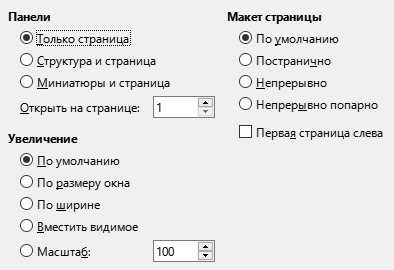 Панели
Только страница
Структура и страница
Миниатюры и страница
Открыть на странице: 1
Увеличение
По умолчанию
По размеру окна
По ширине
Вместить видимое
Масштаб: 100
Макет страницы
По умолчанию
Постранично
Непрерывно
Непрерывно попарно
Первая страница слева